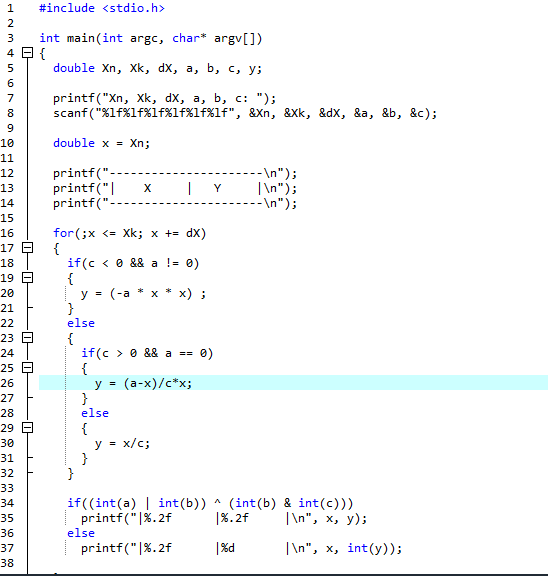 1 #include <stdio.h>
2
3 int main(int argc, char* argv[])
4 {
5   double Xn, Xk, dX, a, b, c, y;
6
7   printf("Xn, Xk, dX, a, b, c: ");
8   scanf("%lf%lf%lf%lf%lf%lf", &Xn, &Xk, &dX, &a, &b, &c);
9
10   double x = Xn;
11
12   printf("----------------------\n");
13   printf("|    X     |   Y     |\n");
14   printf("----------------------\n");
15
16   for(;x <= Xk; x += dX)
17   {
18     if(c < 0 && a != 0)
19     {
20       y = (-a * x * x) ;
21     }
22     else
23     {
24       if(c > 0 && a == 0)
25       {
26         y = (a-x)/c*x;
27       }
28       else
29       {
30         y = x/c;
31       }
32     }
33
34     if((int(a) | int(b)) ^ (int(b) & int(c)))
35       printf("|%.2f      |%.2f     |\n", x, y);
36     else
37       printf("|%.2f      |%d       |\n", x, int(y));
38